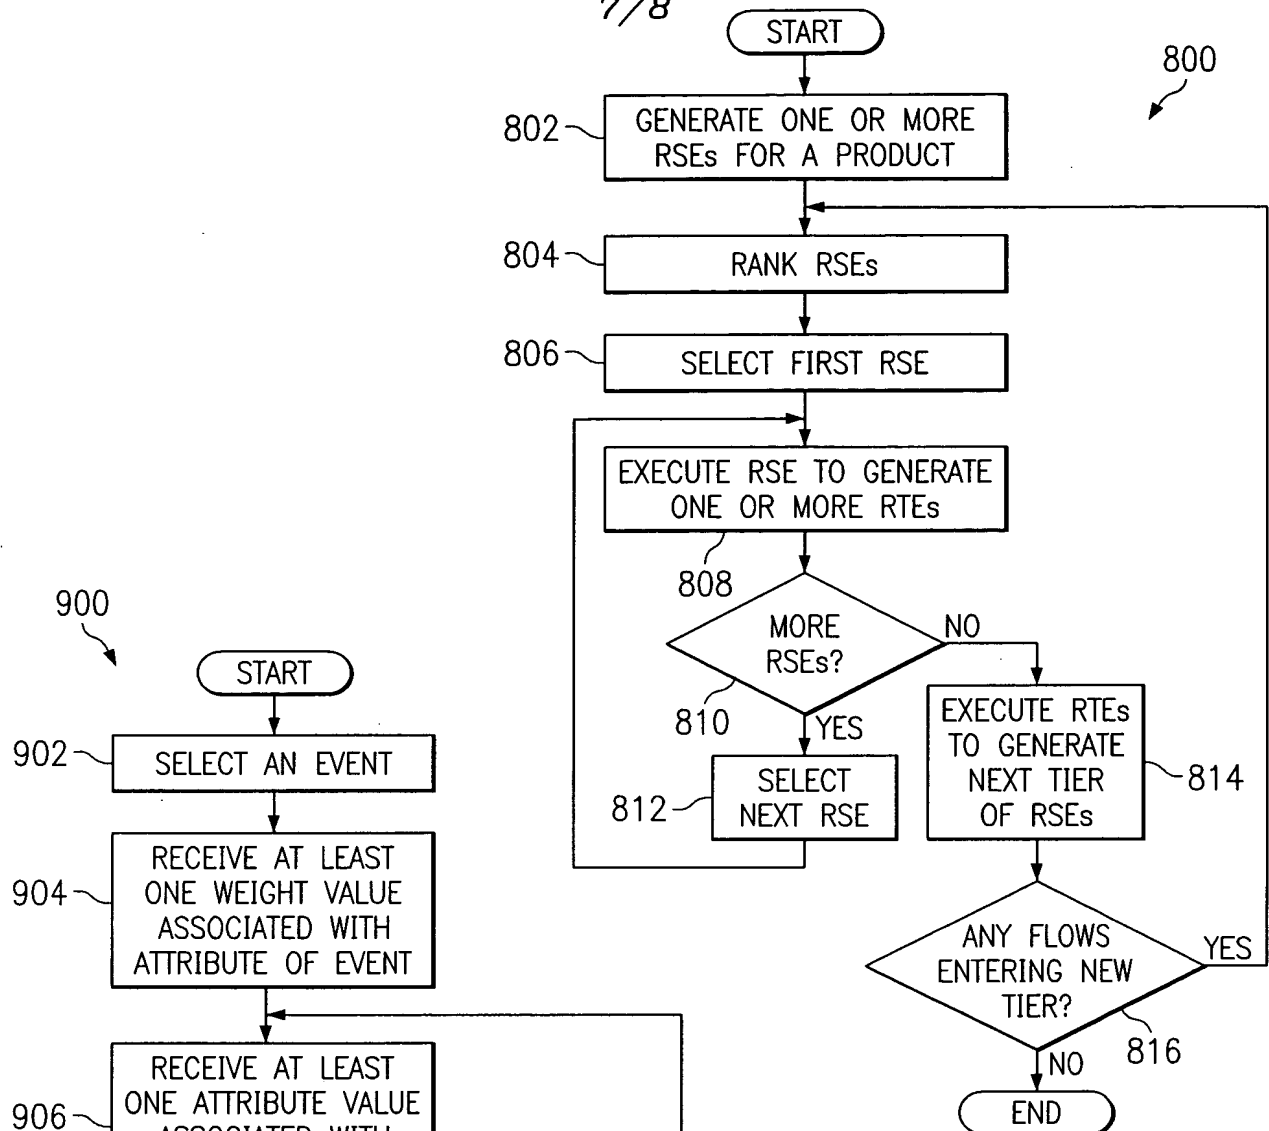 7/8
START
800
802
GENERATE ONE OR MORE
RSEs FOR A PRODUCT
804
RANK RSEs
806
SELECT FIRST RSE
EXECUTE RSE TO GENERATE
ONE OR MORE RTEs
808
MORE
RSEs?
NO
810
YES
812
SELECT
NEXT RSE
EXECUTE RTEs
TO GENERATE
NEXT TIER
OF RSEs
814
ANY FLOWS
ENTERING NEW
TIER?
YES
816
NO
END
900
START
902
SELECT AN EVENT
904
RECEIVE AT LEAST
ONE WEIGHT VALUE
ASSOCIATED WITH
ATTRIBUTE OF EVENT
906
RECEIVE AT LEAST
ONE ATTRIBUTE VALUE
ASSOCIATED WITH